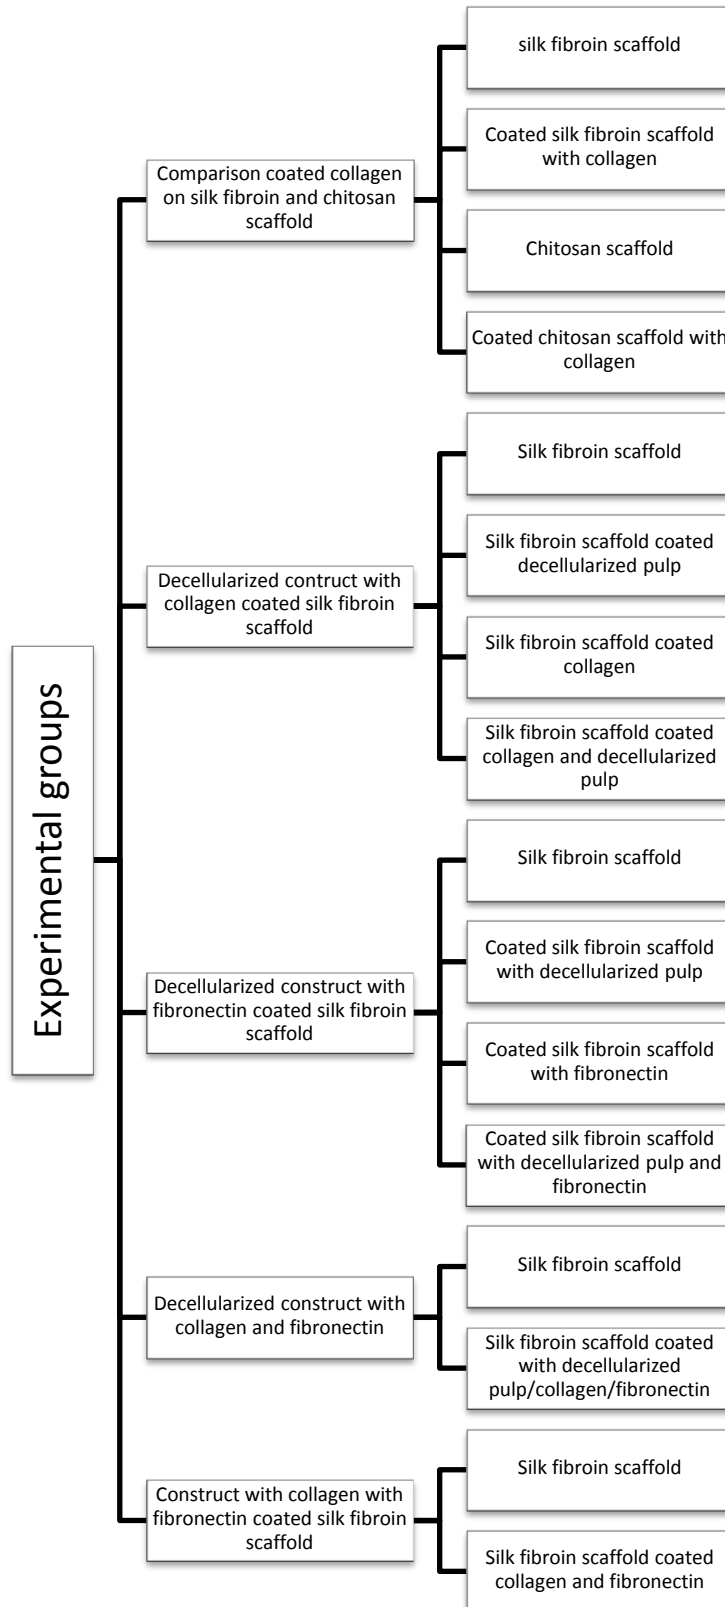 Experimental groups
Comparison coated collagen
on silk fibroin and chitosan
scaffold
silk fibroin scaffold
Coated silk fibroin scaffold
with collagen
Chitosan scaffold
Coated chitosan scaffold with
collagen
Decellularized contruct with
collagen coated silk fibroin
scaffold
Silk fibroin scaffold
Silk fibroin scaffold coated
decellularized pulp
Silk fibroin scaffold coated
collagen
Silk fibroin scaffold coated
collagen and decellularized
pulp
Decellularized construct with
fibronectin coated silk fibroin
scaffold
Silk fibroin scaffold
Coated silk fibroin scaffold
with decellularized pulp
Coated silk fibroin scaffold
with fibronectin
Coated silk fibroin scaffold
with decellularized pulp and
fibronectin
Decellularized construct with
collagen and fibronectin
Silk fibroin scaffold
Silk fibroin scaffold coated
with decellularized
pulp/collagen/fibronectin
Construct with collagen with
fibronectin coated silk fibroin
scaffold
Silk fibroin scaffold
Silk fibroin scaffold coated
collagen and fibronectin